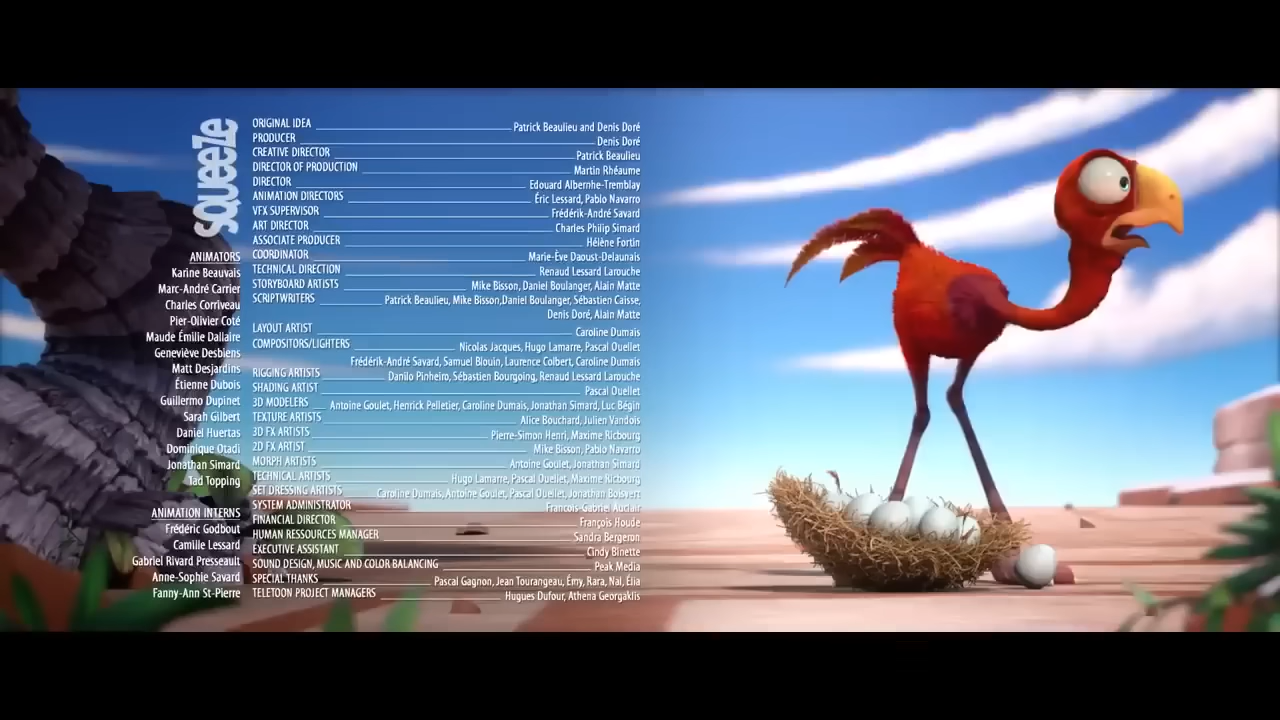 squeeze
ANIMATORS
Karine Beauvais
Marc-André Carrier
Charles Corriveau
Pier-Olivier Coté
Maude Émilie Dallaire
Geneviève Desbiens
Matt Desjardins
Étienne Dubois
Guillermo Dupinet
Sarah Gilbert
Daniel Huertas
Dominique Otadi
Jonathan Simard
Tad Topping
ANIMATION INTERNS
Frédéric Godbout
Camille Lessard
Gabriel Rivard Presseault
Anne-Sophie Savard
Fanny-Ann St-Pierre
ORIGINAL IDEA Patrick Beaulieu and Denis Doré
PRODUCER Denis Doré
CREATIVE DIRECTOR Patrick Beaulieu
DIRECTOR OF PRODUCTION Martin Rhéaume
DIRECTOR Edouard Albernhe-Tremblay
ANIMATION DIRECTORS Éric Lessard, Pablo Navarro
VFX SUPERVISOR Frédérik-André Savard
ART DIRECTOR Charles Philip Simard
ASSOCIATE PRODUCER Hélène Fortin
COORDINATOR Marie-Ève Daoust-Delaunais
TECHNICAL DIRECTION Renaud Lessard Larouche
STORYBOARD ARTISTS Mike Bisson, Daniel Boulanger, Alain Matte
SCRIPTWRITERS Patrick Beaulieu, Mike Bisson,Daniel Boulanger, Sébastien Caisse,
Denis Doré, Alain Matte
LAYOUT ARTIST Caroline Dumais
COMPOSITORS/LIGHTERS Nicolas Jacques, Hugo Lamarre, Pascal Ouellet
Frédérik-André Savard, Samuel Blouin, Laurence Colbert, Caroline Dumais
RIGGING ARTISTS Danilo Pinheiro, Sébastien Bourgoing, Renaud Lessard Larouche
SHADING ARTIST Pascal Ouellet
3D MODELERS Antoine Goulet, Henrick Pelletier, Caroline Dumais, Jonathan Simard, Luc Bégin
TEXTURE ARTISTS Alice Bouchard, Julien Vandois
3D FX ARTISTS Pierre-Simon Henri, Maxime Ricbourg
2D FX ARTIST Mike Bisson, Pablo Navarro
MORPH ARTISTS Antoine Goulet, Jonathan Simard
TECHNICAL ARTISTS Hugo Lamarre, Pascal Ouellet, Maxime Ricbourg
SET DRESSING ARTISTS Caroline Dumais, Antoine Goulet, Pascal Ouellet, Jonathan Boisvert
SYSTEM ADMINISTRATOR Francois-Gabriel Auclair
FINANCIAL DIRECTOR François Houde
HUMAN RESSOURCES MANAGER Sandra Bergeron
EXECUTIVE ASSISTANT Cindy Binette
SOUND DESIGN, MUSIC AND COLOR BALANCING Peak Media
SPECIAL THANKS Pascal Gagnon, Jean Tourangeau, Émy, Rara, Nal, Élia
TELETOON PROJECT MANAGERS Hugues Dufour, Athena Georgaklis